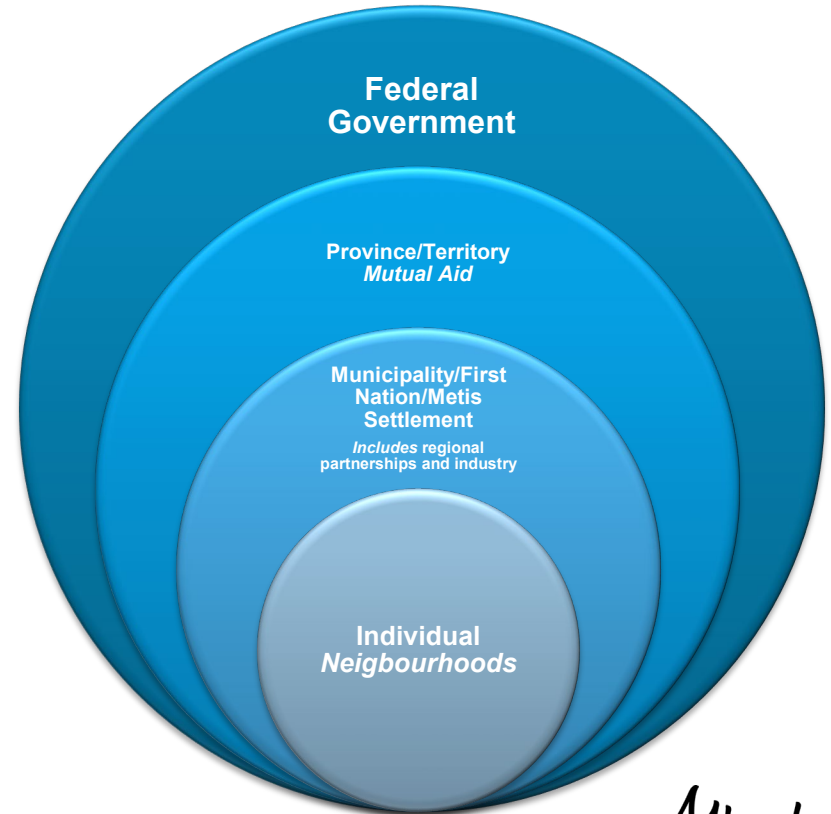 Federal
Government
Province/Territory
Mutual Aid
Municipality/First
Nation/Metis
Settlement
Includes regional
partnerships and industry
Individual
Neigbourhoods